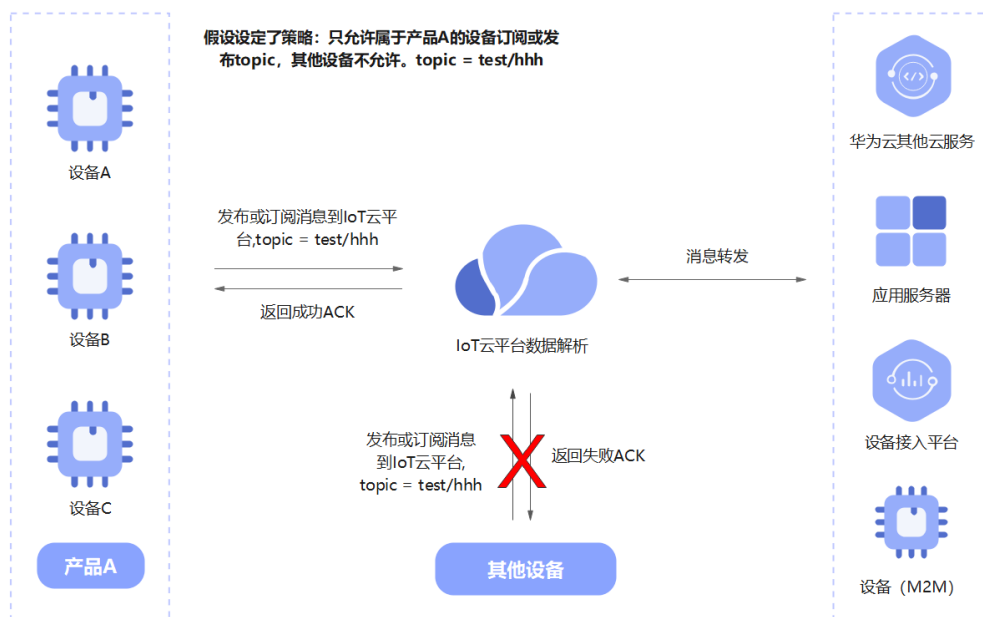 假设设定了策略：只允许属于产品A的设备订阅或发
布topic，其他设备不允许。topic = test/hhh
设备A
设备B
设备C
产品A
发布或订阅消息到IoT云平
台,topic = test/hhh
返回成功ACK
IoT云平台数据解析
消息转发
发布或订阅消息
到IoT云平台,
topic = test/hhh
返回失败ACK
其他设备
华为云其他云服务
应用服务器
设备接入平台
设备（M2M）